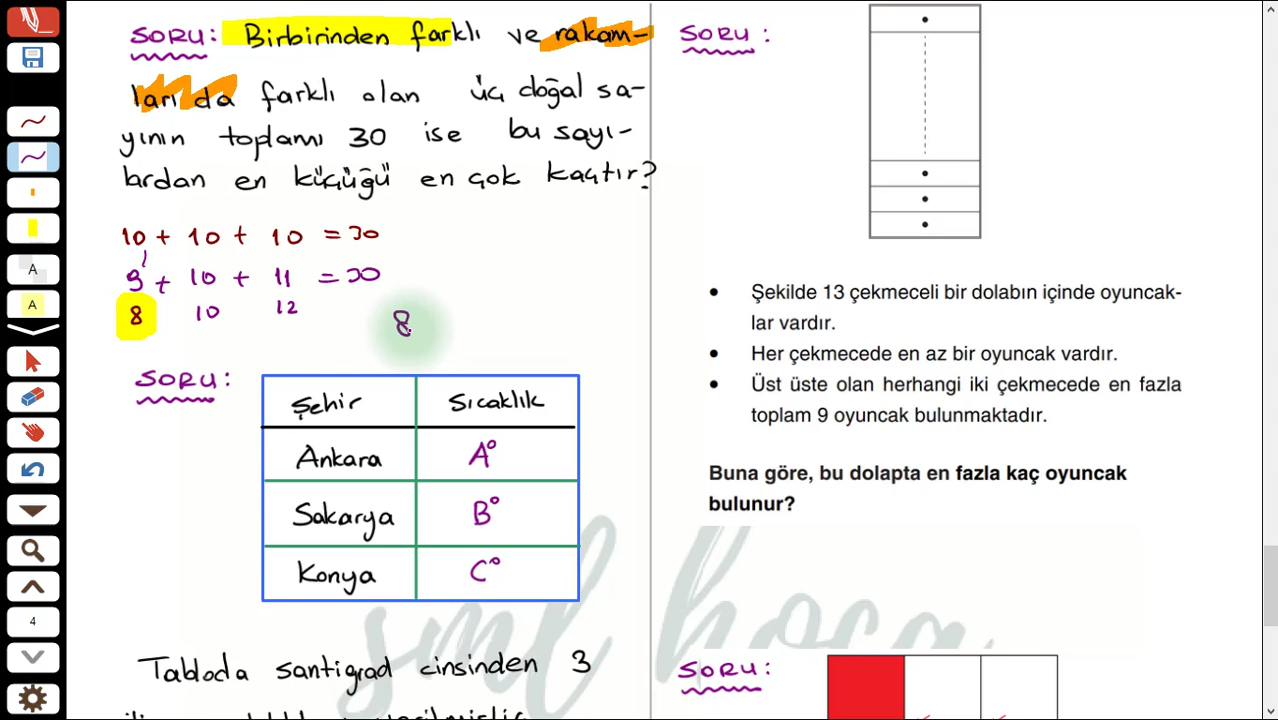 SORU: Birbirinden farklı ve rakam-
ları da farklı olan üç doğal sa-
yının toplamı 30 ise bu sayı-
lardan en küçüğü en çok kaçtır?
10 + 10 + 10 = 30
9 + 10 + 11 = 30
8 10 12
8
SORU:
Şehir Sıcaklık
Ankara A°
Sakarya B°
Konya C°
Tabloda santigrad cinsinden 3
SORU:
• Şekilde 13 çekmeceli bir dolabın içinde oyuncak-
lar vardır.
• Her çekmecede en az bir oyuncak vardır.
• Üst üste olan herhangi iki çekmecede en fazla
toplam 9 oyuncak bulunmaktadır.
Buna göre, bu dolapta en fazla kaç oyuncak
bulunur?
sml hoca
SORU:
A
A
4